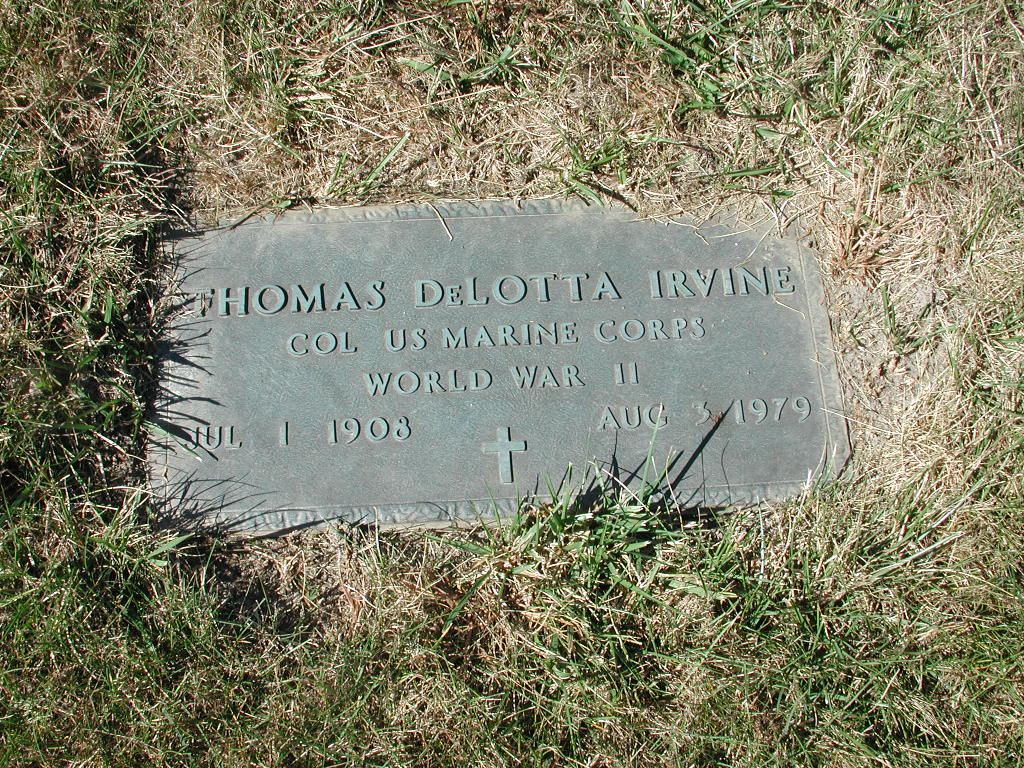 THOMAS DeLOTTA IRVINE
COL US MARINE CORPS
WORLD WAR II
JUL 1 1908 AUG 3 1979